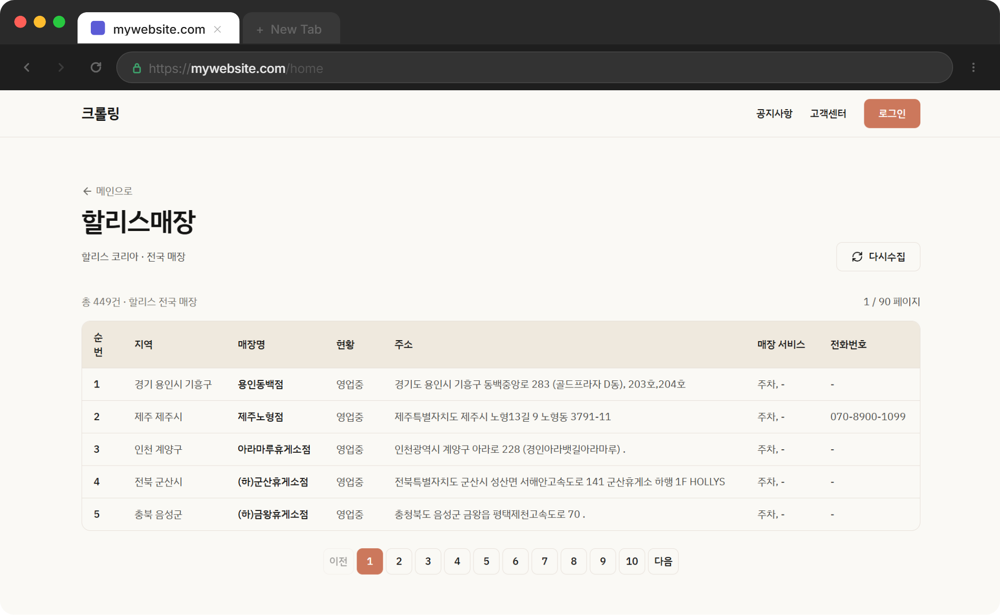 mywebsite.com
+ New Tab
https://mywebsite.com/home
크롤링
공지사항 고객센터 로그인
← 메인으로
할리스매장
할리스 코리아 · 전국 매장
다시수집
총 449건 · 할리스 전국 매장 1 / 90 페이지
순번 지역 매장명 현황 주소 매장 서비스 전화번호
1 경기 용인시 기흥구 용인동백점 영업중 경기도 용인시 기흥구 동백중앙로 283 (골드프라자 D동), 203호,204호 주차, - -
2 제주 제주시 제주노형점 영업중 제주특별자치도 제주시 노형13길 9 노형동 3791-11 주차, - 070-8900-1099
3 인천 계양구 아라마루휴게소점 영업중 인천광역시 계양구 아라로 228 (경인아라뱃길아라마루) . 주차, - -
4 전북 군산시 (하)군산휴게소점 영업중 전북특별자치도 군산시 성산면 서해안고속도로 141 군산휴게소 하행 1F HOLLYS 주차, - -
5 충북 음성군 (하)금왕휴게소점 영업중 충청북도 음성군 금왕읍 평택제천고속도로 70 . 주차, - -
이전 1 2 3 4 5 6 7 8 9 10 다음